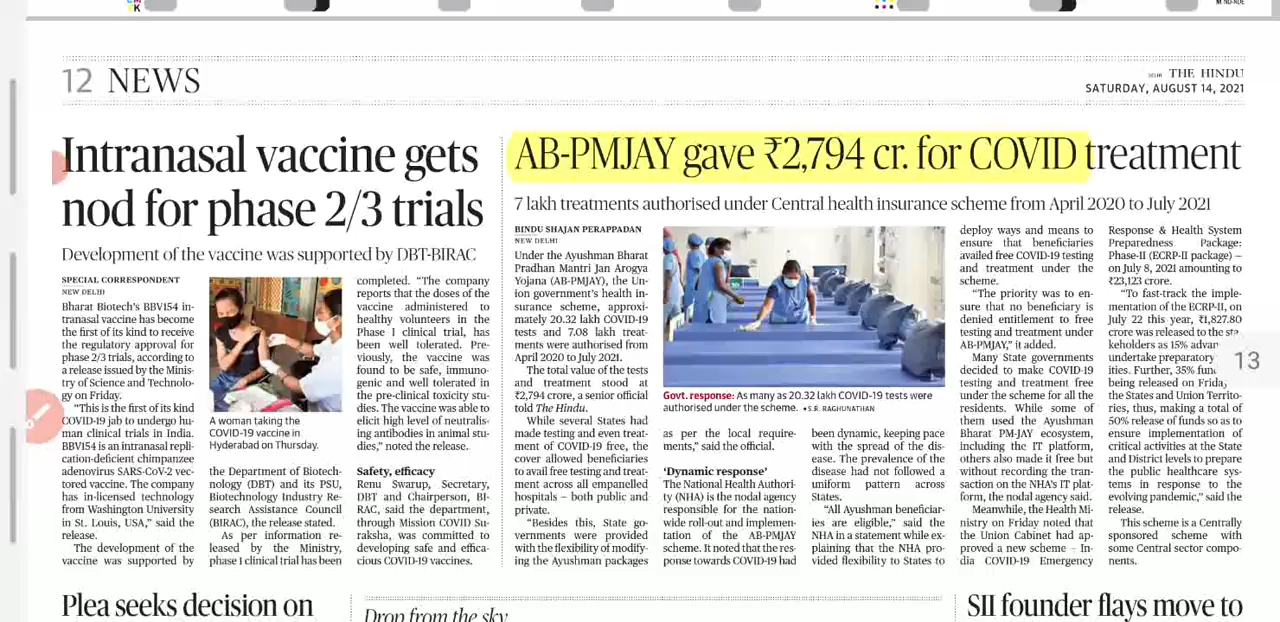 12 NEWS
DELHI THE HINDU
SATURDAY, AUGUST 14, 2021
Intranasal vaccine gets
nod for phase 2/3 trials
Development of the vaccine was supported by DBT-BIRAC
SPECIAL CORRESPONDENT
NEW DELHI
Bharat Biotech's BBV154 in-
tranasal vaccine has become
the first of its kind to receive
the regulatory approval for
phase 2/3 trials, according to
a release issued by the Minis-
try of Science and Technolo-
gy on Friday.
"This is the first of its kind
COVID-19 jab to undergo hu-
man clinical trials in India.
BBV154 is an intranasal repli-
cation-deficient chimpanzee
adenovirus SARS-CoV-2 vec-
tored vaccine. The company
has in-licensed technology
from Washington University
in St. Louis, USA," said the
release.
The development of the
vaccine was supported by
A woman taking the
COVID-19 vaccine in
Hyderabad on Thursday.
the Department of Biotech-
nology (DBT) and its PSU,
Biotechnology Industry Re-
search Assistance Council
(BIRAC), the release stated.
As per information re-
leased by the Ministry,
phase I clinical trial has been
completed. "The company
reports that the doses of the
vaccine administered to
healthy volunteers in the
Phase I clinical trial, has
been well tolerated. Pre-
viously, the vaccine was
found to be safe, immuno-
genic and well tolerated in
the pre-clinical toxicity stu-
dies. The vaccine was able to
elicit high level of neutralis-
ing antibodies in animal stu-
dies," noted the release.
Safety, efficacy
Renu Swarup, Secretary,
DBT and Chairperson, BI-
RAC, said the department,
through Mission COVID Su-
raksha, was committed to
developing safe and effica-
cious COVID-19 vaccines.
AB-PMJAY gave ₹2,794 cr. for COVID treatment
7 lakh treatments authorised under Central health insurance scheme from April 2020 to July 2021
BINDU SHAJAN PERAPPADAN
NEW DELHI
Under the Ayushman Bharat
Pradhan Mantri Jan Arogya
Yojana (AB-PMJAY), the Un-
ion government's health in-
surance scheme, approxi-
mately 20.32 lakh COVID-19
tests and 7.08 lakh treat-
ments were authorised from
April 2020 to July 2021.
The total value of the tests
and treatment stood at
₹2,794 crore, a senior official
told The Hindu.
While several States had
made testing and even treat-
ment of COVID-19 free, the
cover allowed beneficiaries
to avail free testing and treat-
ment across all empanelled
hospitals – both public and
private.
"Besides this, State go-
vernments were provided
with the flexibility of modify-
ing the Ayushman packages
Govt. response: As many as 20.32 lakh COVID-19 tests were
authorised under the scheme. •S.R. RAGHUNATHAN
as per the local require-
ments," said the official.
'Dynamic response'
The National Health Authori-
ty (NHA) is the nodal agency
responsible for the nation-
wide roll-out and implemen-
tation of the AB-PMJAY
scheme. It noted that the res-
ponse towards COVID-19 had
been dynamic, keeping pace
with the spread of the dis-
ease. The prevalence of the
disease had not followed a
uniform pattern across
States.
"All Ayushman beneficiar-
ies are eligible," said the
NHA in a statement while ex-
plaining that the NHA pro-
vided flexibility to States to
deploy ways and means to
ensure that beneficiaries
availed free COVID-19 testing
and treatment under the
scheme.
"The priority was to en-
sure that no beneficiary is
denied entitlement to free
testing and treatment under
AB-PMJAY," it added.
Many State governments
decided to make COVID-19
testing and treatment free
under the scheme for all the
residents. While some of
them used the Ayushman
Bharat PM-JAY ecosystem,
including the IT platform,
others also made it free but
without recording the tran-
saction on the NHA's IT plat-
form, the nodal agency said.
Meanwhile, the Health Mi-
nistry on Friday noted that
the Union Cabinet had ap-
proved a new scheme – In-
dia COVID-19 Emergency
Response & Health System
Preparedness Package:
Phase-II (ECRP-II package) –
on July 8, 2021 amounting to
₹23,123 crore.
"To fast-track the imple-
mentation of the ECRP-II, on
July 22 this year, ₹1,827.80
crore was released to the sta
keholders as 15% advan
undertake preparatory
ities. Further, 35% fun
being released on Friday
the States and Union Territo-
ries, thus, making a total of
50% release of funds so as to
ensure implementation of
critical activities at the State
and District levels to prepare
the public healthcare sys-
tems in response to the
evolving pandemic," said the
release.
This scheme is a Centrally
sponsored scheme with
some Central sector compo-
nents.
13
Plea seeks decision on
Drop from the sky
SII founder flays move to